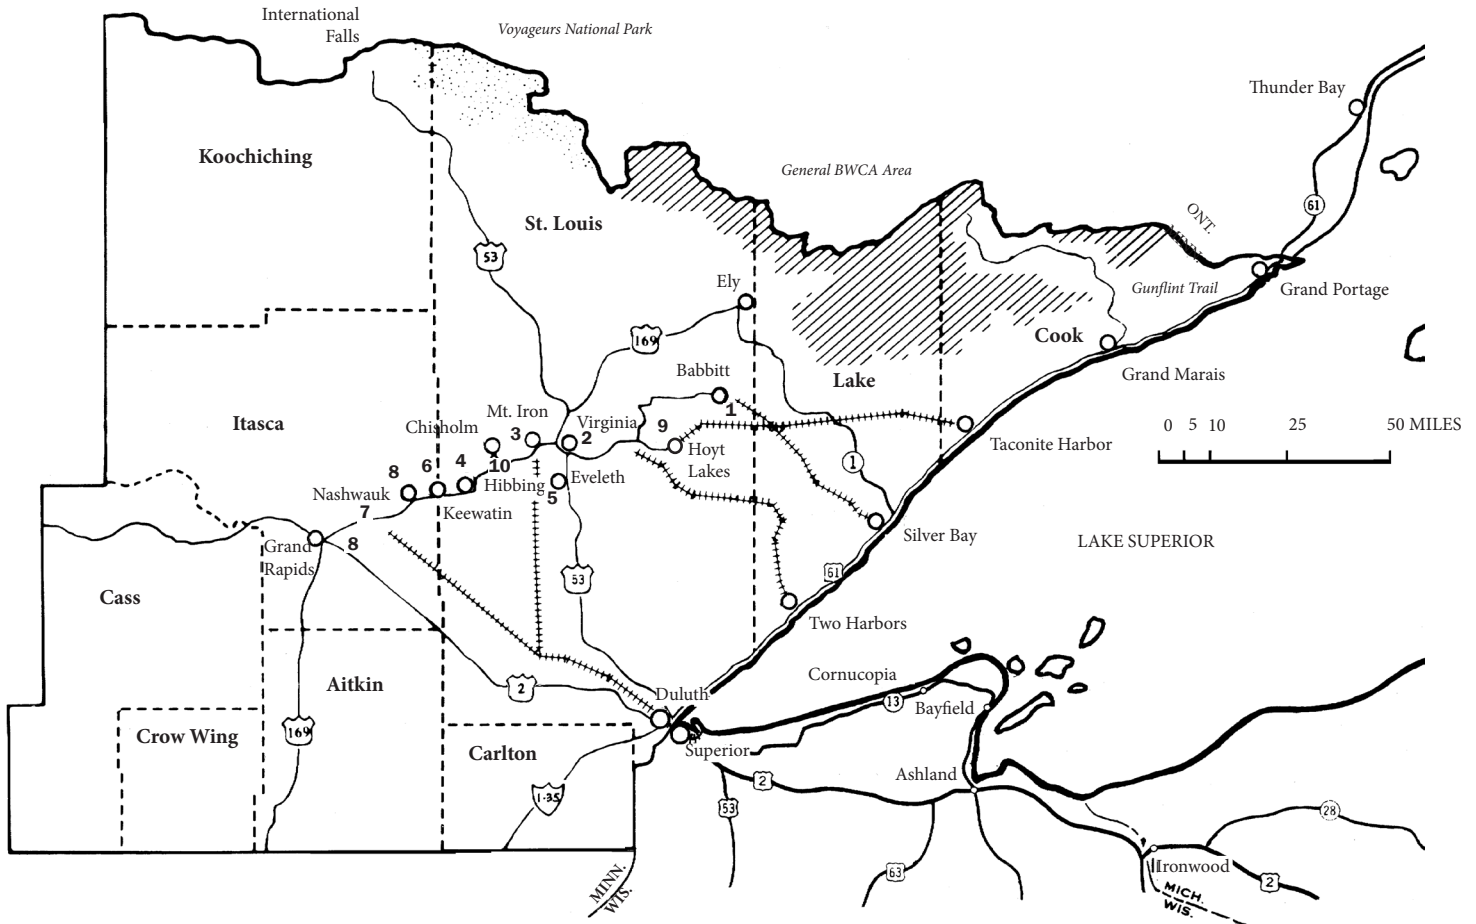 International
Falls
Voyageurs National Park
Thunder Bay
Koochiching
General BWCA Area
61
ONT.
St. Louis
53
Ely
Gunflint Trail
Grand Portage
169
Cook
Babbitt
Lake
Grand Marais
1
Mt. Iron
Itasca
Chisholm
3
Virginia
2
9
Taconite Harbor
0 5 10 25 50 MILES
8
6
4
10
Hoyt
Lakes
Nashwauk
Hibbing
Eveleth
1
5
7
Keewatin
Silver Bay
LAKE SUPERIOR
Grand
Rapids
8
53
61
Cass
Two Harbors
Cornucopia
Aitkin
2
Duluth
13
Bayfield
Crow Wing
169
Carlton
Superior
Ashland
2
I-35
53
28
63
Ironwood
2
MINN.
WIS.
MICH.
WIS.